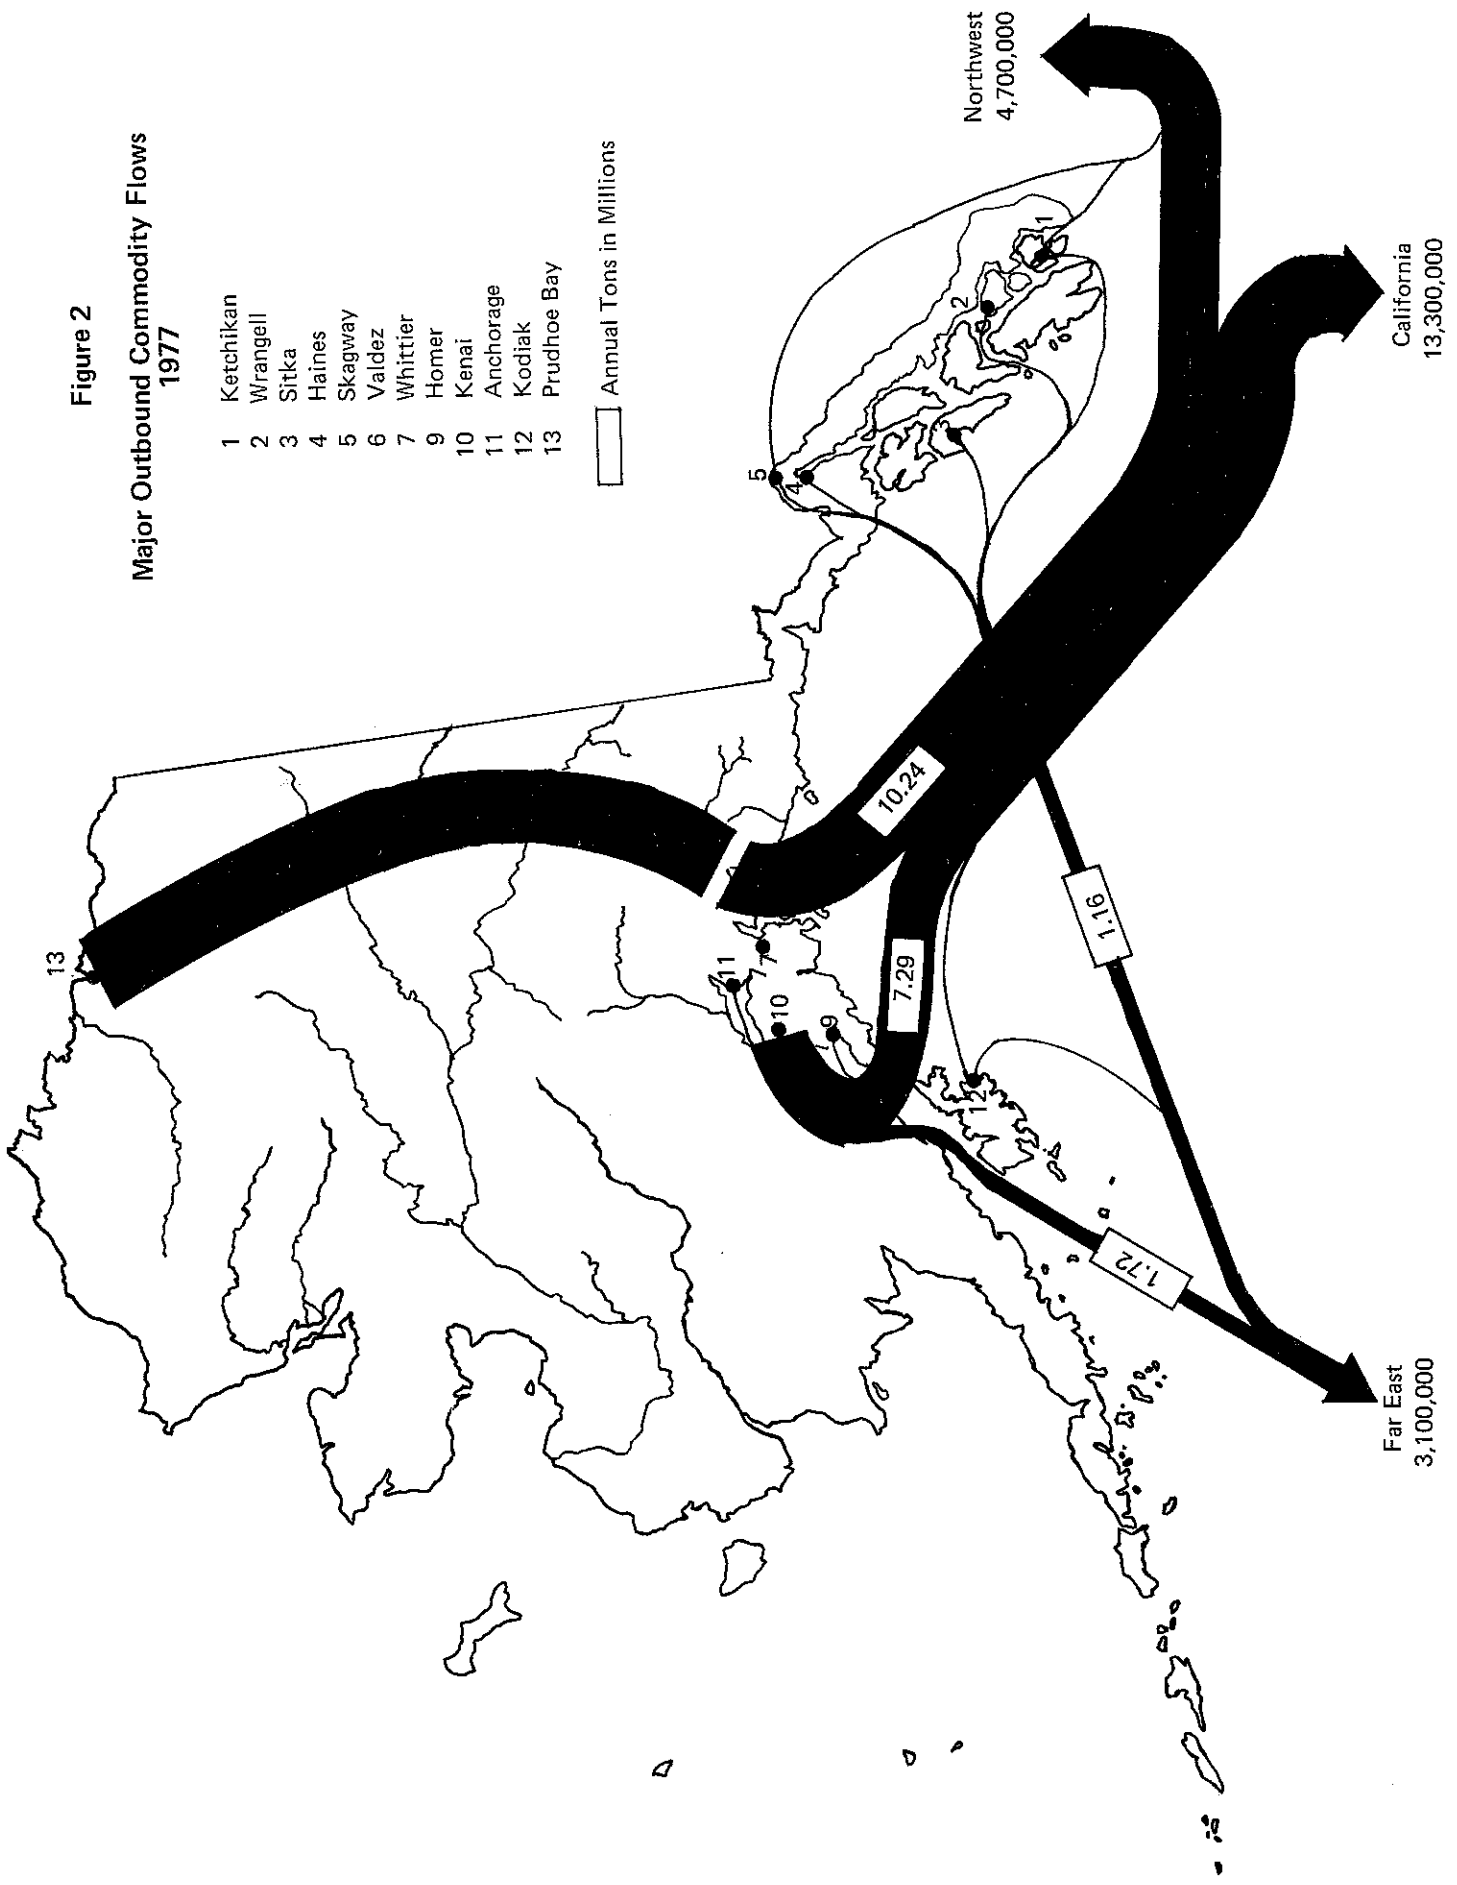 Figure 2
Major Outbound Commodity Flows
1977
1 Ketchikan
2 Wrangell
3 Sitka
4 Haines
5 Skagway
6 Valdez
7 Whittier
9 Homer
10 Kenai
11 Anchorage
12 Kodiak
13 Prudhoe Bay
Annual Tons in Millions
13
5
4
2
1
11
7
10
9
12
10.24
7.29
1.16
1.72
Northwest
4,700,000
California
13,300,000
Far East
3,100,000